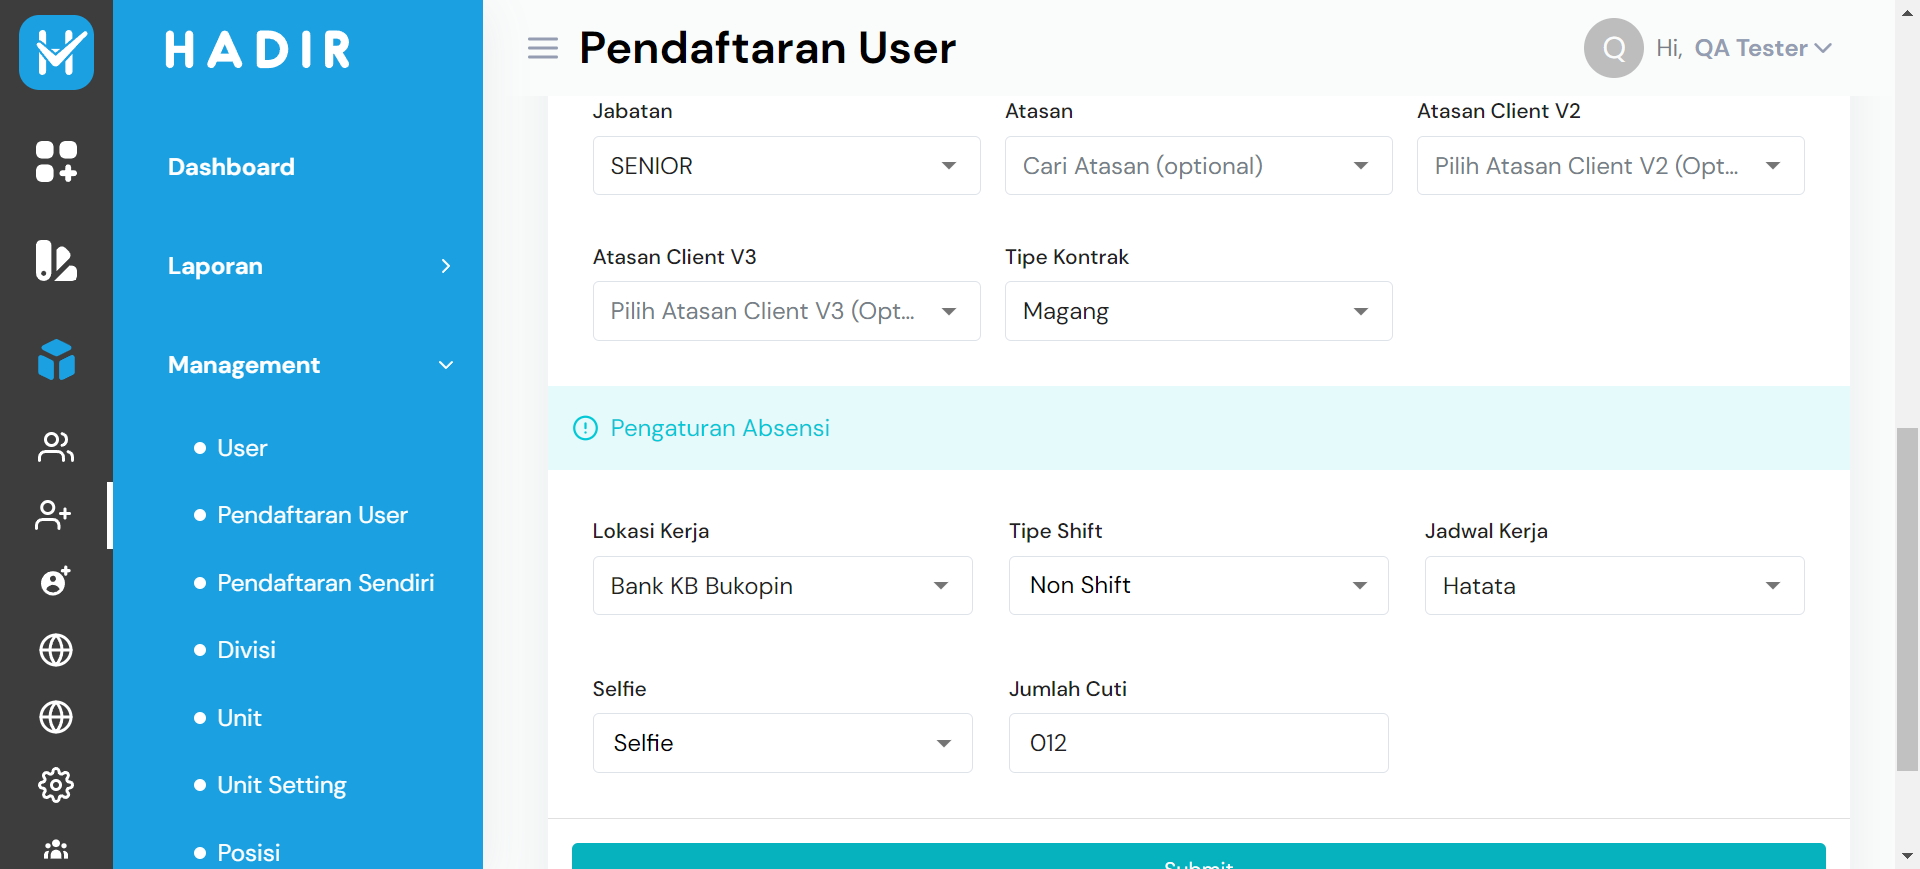 HADIR
Pendaftaran User
Q
Hi, QA Tester
Dashboard
Laporan
Management
User
Pendaftaran User
Pendaftaran Sendiri
Divisi
Unit
Unit Setting
Posisi
Jabatan
Atasan
Atasan Client V2
SENIOR
Cari Atasan (optional)
Pilih Atasan Client V2 (Opt...
Atasan Client V3
Tipe Kontrak
Pilih Atasan Client V3 (Opt...
Magang
Pengaturan Absensi
Lokasi Kerja
Tipe Shift
Jadwal Kerja
Bank KB Bukopin
Non Shift
Hatata
Selfie
Jumlah Cuti
Selfie
012
Submit